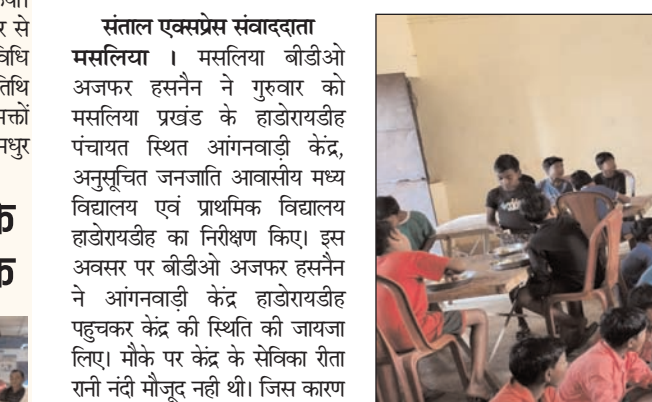 र से
विधि
तिथि
मधुर
संताल एक्सप्रेस संवाददाता
मसलिया । मसलिया बीडीओ
अजफर हसनैन ने गुरुवार को
मसलिया प्रखंड के हाडोरायडीह
पंचायत स्थित आंगनवाड़ी केंद्र,
अनुसूचित जनजाति आवासीय मध्य
विद्यालय एवं प्राथमिक विद्यालय
हाडोरायडीह का निरीक्षण किए। इस
अवसर पर बीडीओ अजफर हसनैन
ने आंगनवाड़ी केंद्र हाडोरायडीह
पहुचकर केंद्र की स्थिति की जायजा
लिए। मौके पर केंद्र के सेविका रीता
रानी नंदी मौजूद नही थी। जिस कारण